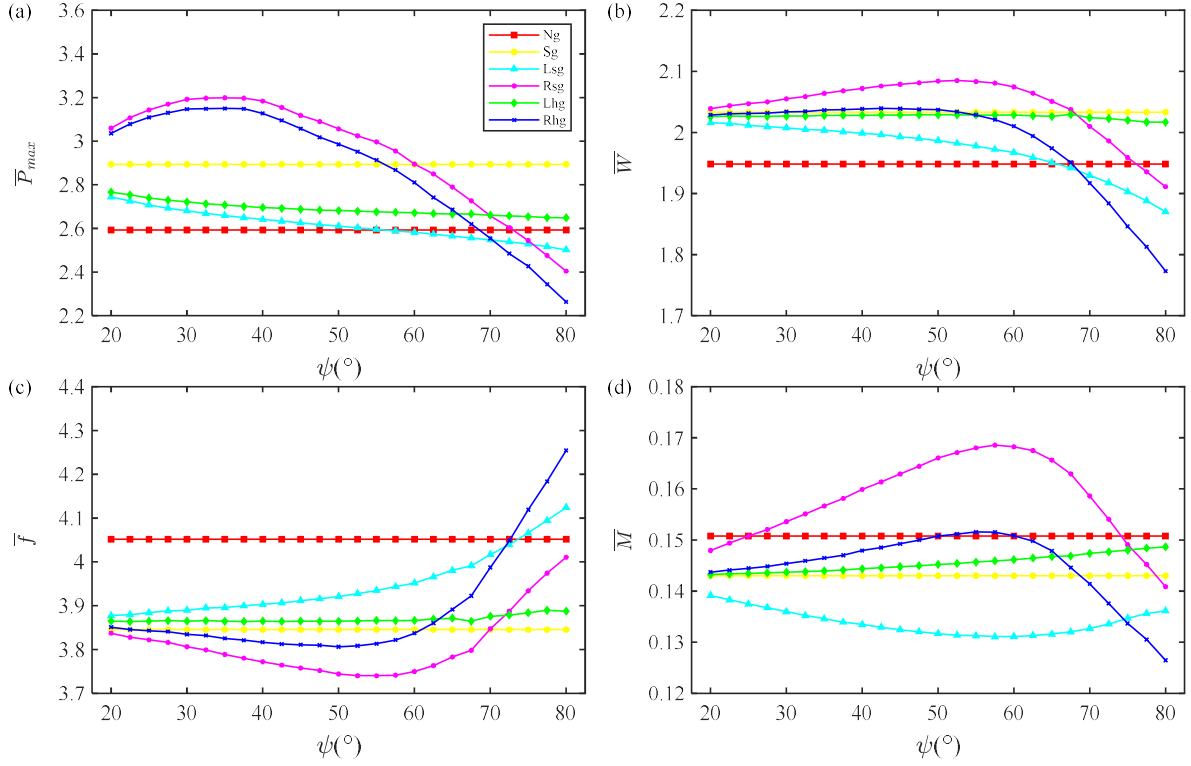 (a)
3.6
3.4
3.2
3
2.8
2.6
2.4
2.2
P̅max
20 30 40 50 60 70 80
ψ(°)
Ng
Sg
Lsg
Rsg
Lhg
Rhg
(b)
2.2
2.1
2
1.9
1.8
1.7
W̅
20 30 40 50 60 70 80
ψ(°)
(c)
4.4
4.3
4.2
4.1
4
3.9
3.8
3.7
f̅
20 30 40 50 60 70 80
ψ(°)
(d)
0.18
0.17
0.16
0.15
0.14
0.13
0.12
M̅
20 30 40 50 60 70 80
ψ(°)